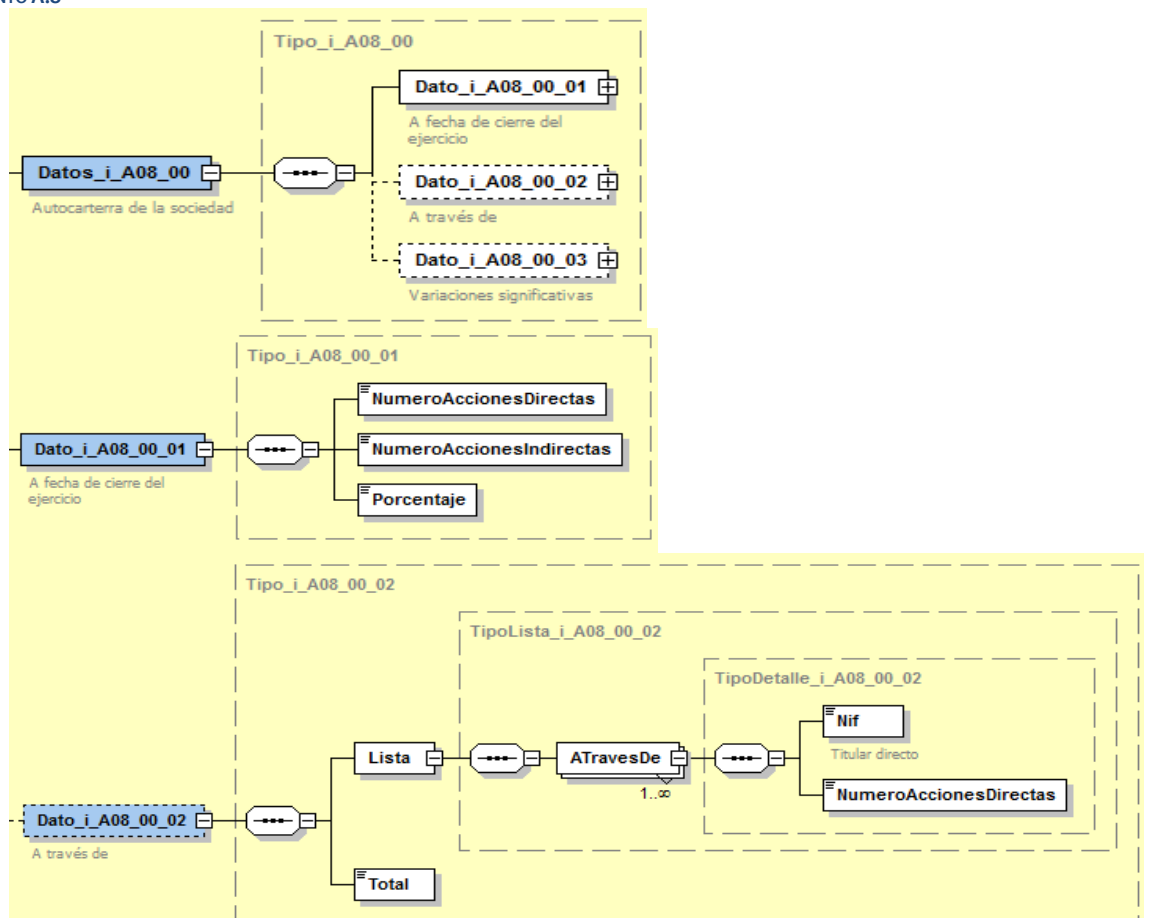 Tipo_i_A08_00
Dato_i_A08_00_01
A fecha de cierre del
ejercicio
Datos_i_A08_00
Autocarterra de la sociedad
Dato_i_A08_00_02
A través de
Dato_i_A08_00_03
Variaciones significativas
Tipo_i_A08_00_01
NumeroAccionesDirectas
Dato_i_A08_00_01
A fecha de cierre del
ejercicio
NumeroAccionesIndirectas
Porcentaje
Tipo_i_A08_00_02
TipoLista_i_A08_00_02
TipoDetalle_i_A08_00_02
Nif
Titular directo
Lista
ATravesDe
1..∞
NumeroAccionesDirectas
Dato_i_A08_00_02
A través de
Total